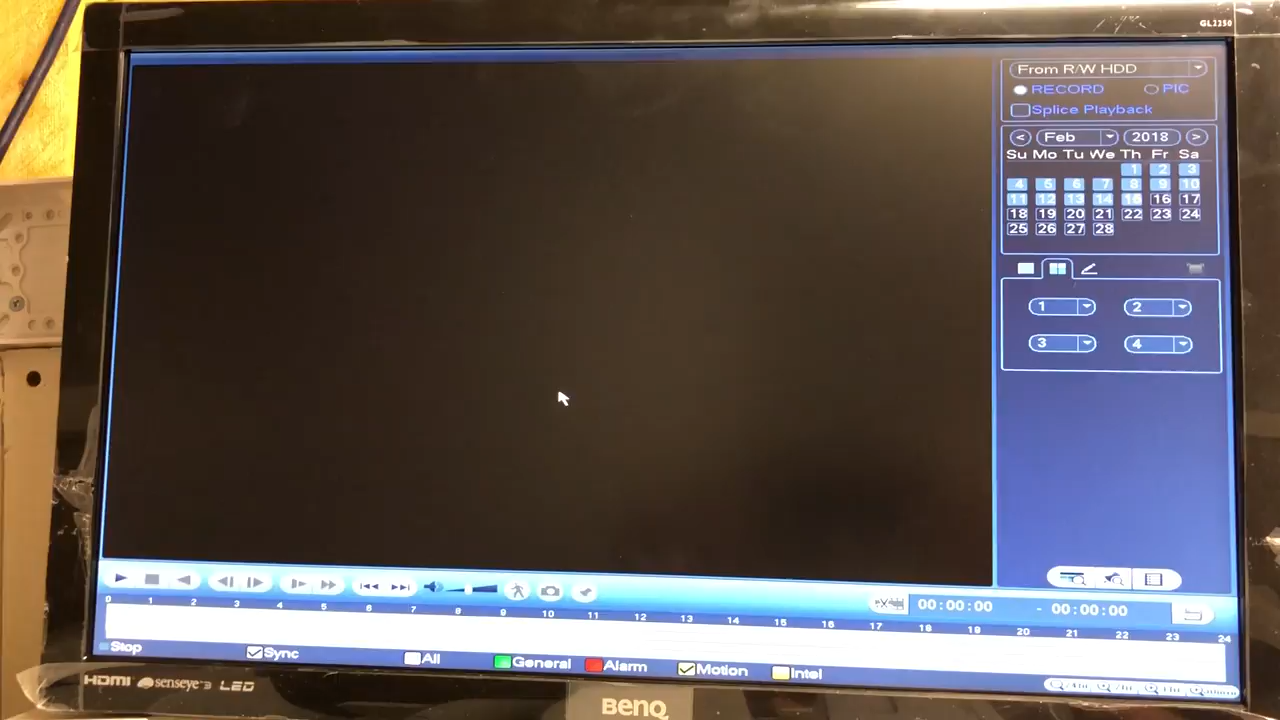 GL2250
From R/W HDD
RECORD PIC
Splice Playback
< Feb 2018 >
Su Mo Tu We Th Fr Sa
1 2 3
4 5 6 7 8 9 10
11 12 13 14 15 16 17
18 19 20 21 22 23 24
25 26 27 28
1 2
3 4
00:00:00 - 00:00:00
0 1 2 3 4 5 6 7 8 9 10 11 12 13 14 15 16 17 18 19 20 21 22 23 24
Stop Sync All General Alarm Motion Intel
HDMI senseye3 LED
BenQ